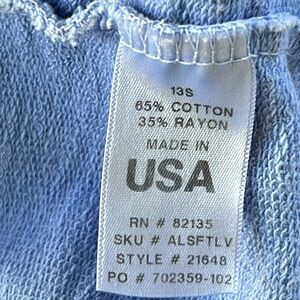 13S
65% COTTON
35% RAYON
MADE IN
USA
RN # 82135
SKU # ALSFTLV
STYLE # 21648
PO # 702359-102